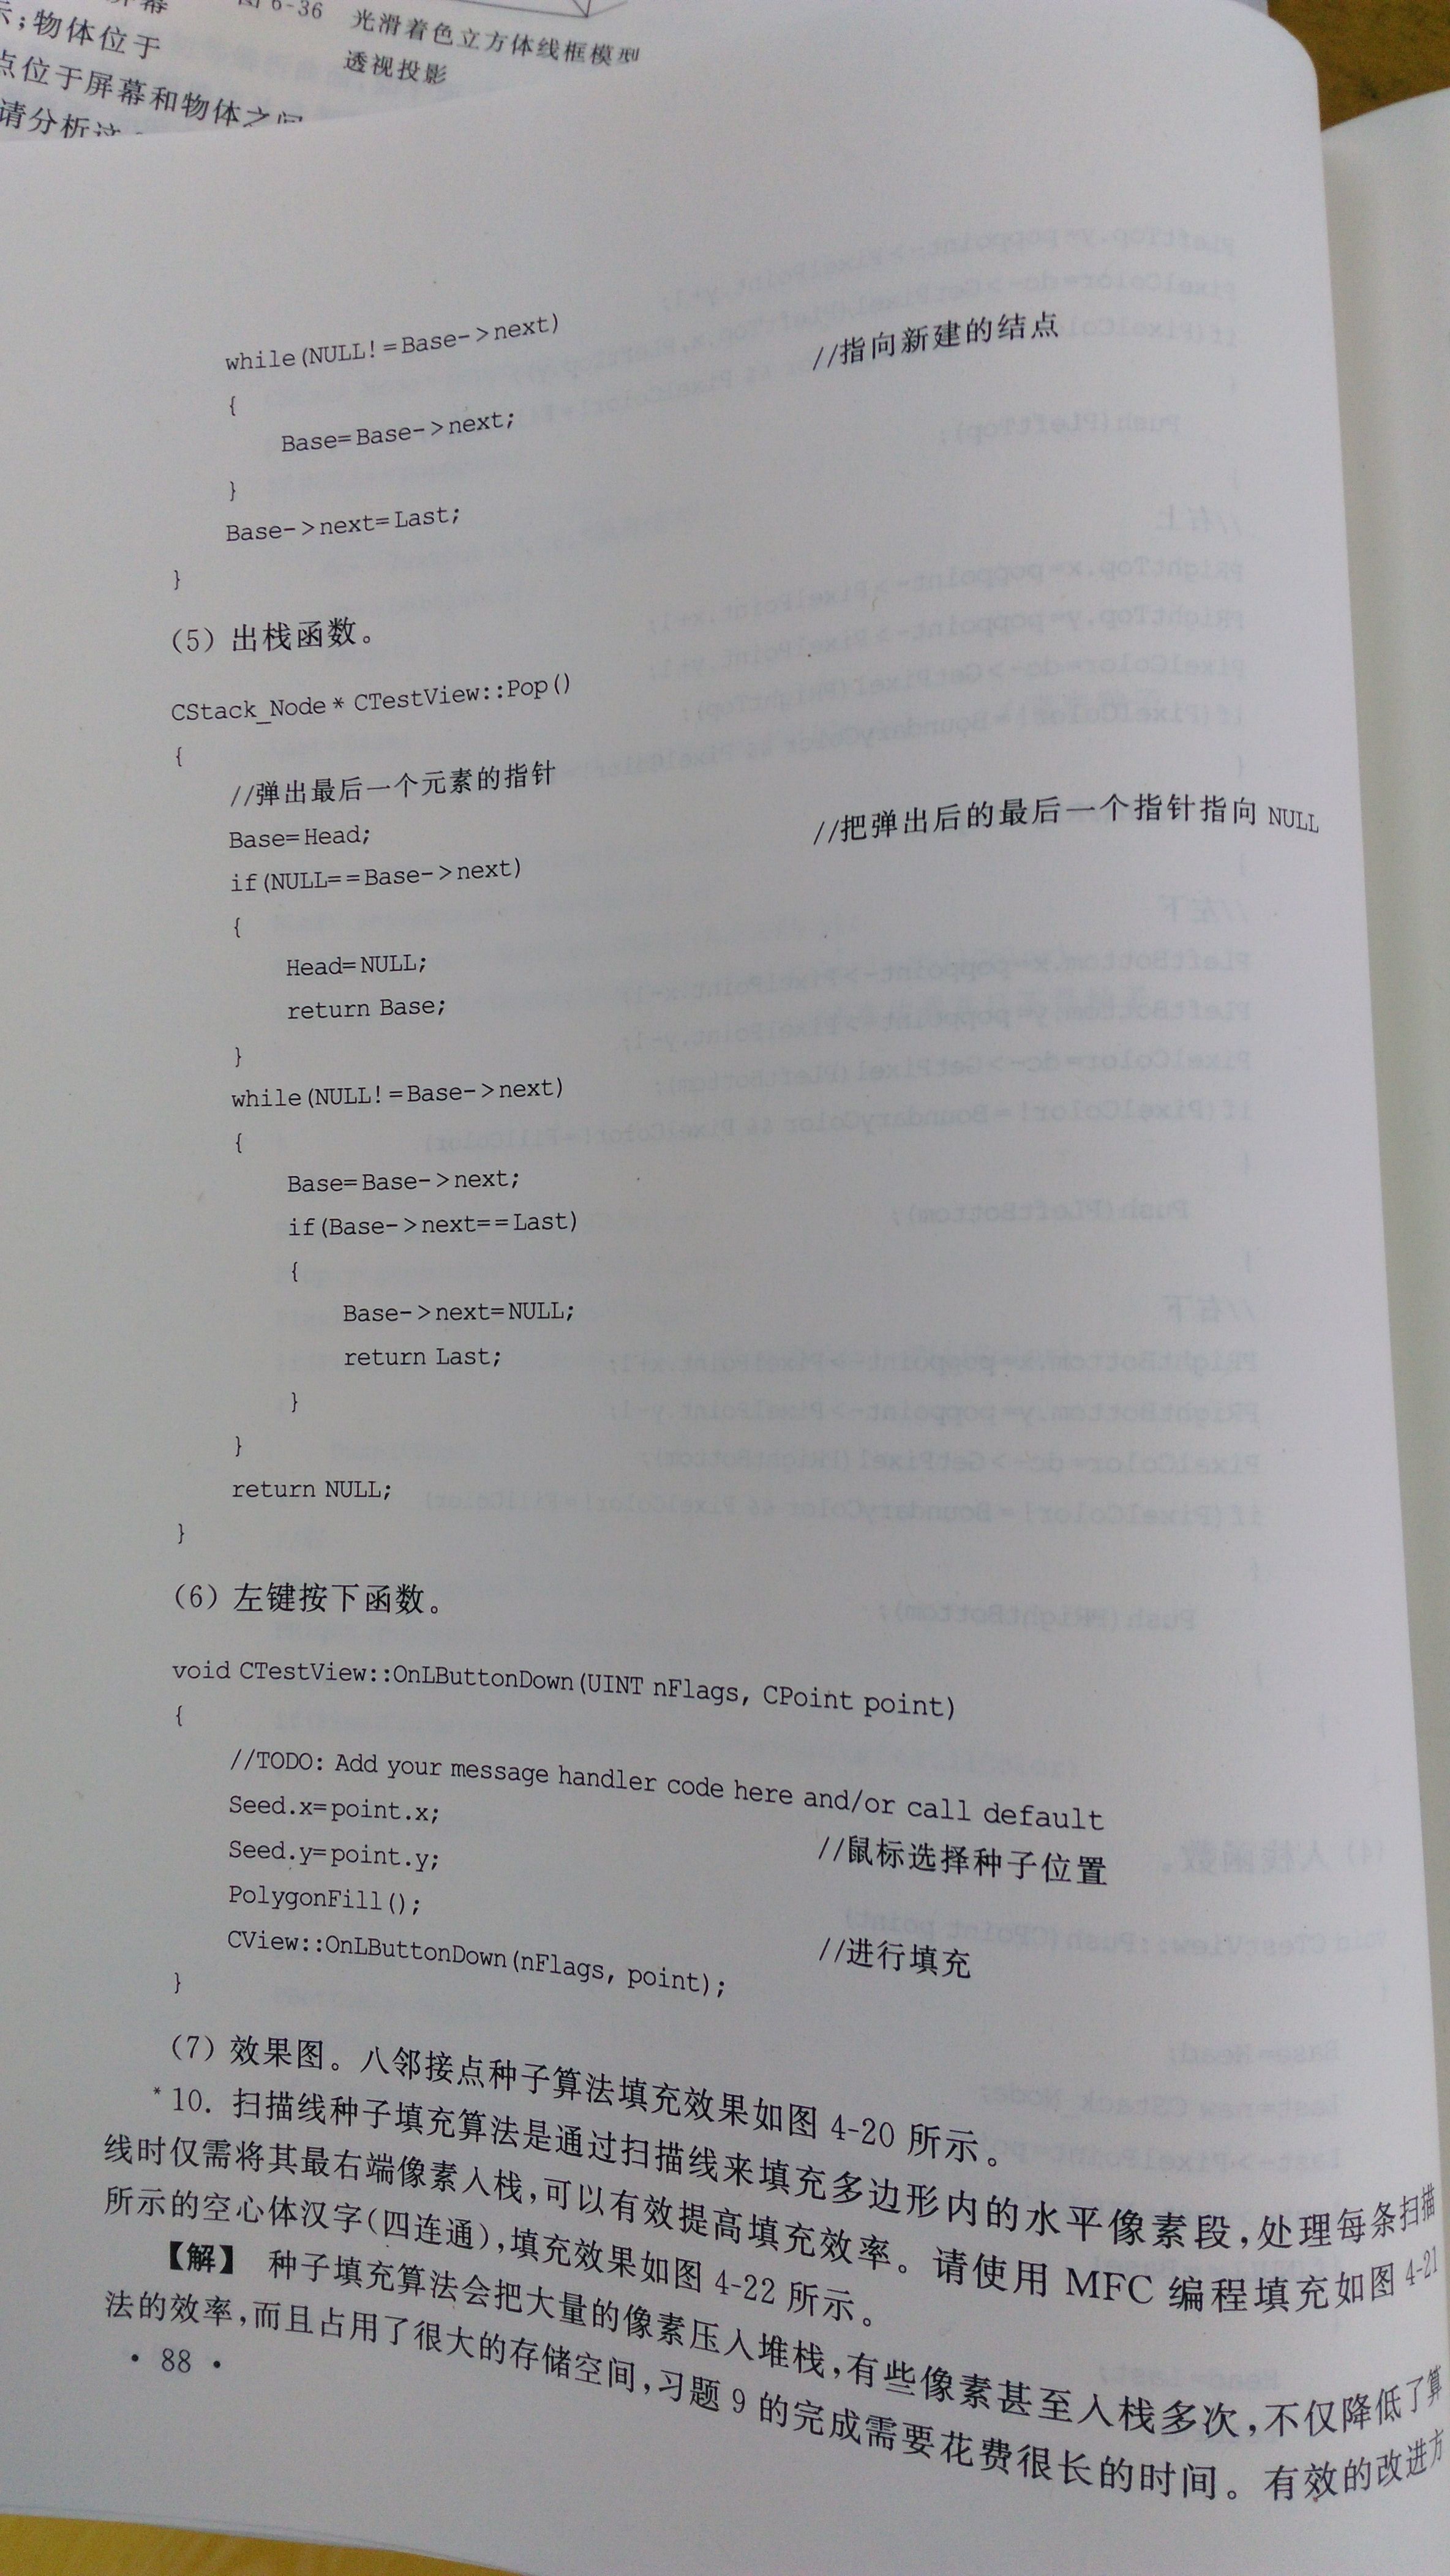 图 6-36 光滑着色立方体线框模型
透视投影
;物体位于
点位于屏幕和物体之间
请分析这
while(NULL!=Base->next) //指向新建的结点
{
Base=Base->next;
}
Base->next=Last;
}
(5) 出栈函数。
CStack_Node* CTestView::Pop()
{
//弹出最后一个元素的指针
Base=Head; //把弹出后的最后一个指针指向 NULL
if(NULL==Base->next)
{
Head=NULL;
return Base;
}
while(NULL!=Base->next)
{
Base=Base->next;
if(Base->next==Last)
{
Base->next=NULL;
return Last;
}
}
return NULL;
}
(6) 左键按下函数。
void CTestView::OnLButtonDown(UINT nFlags, CPoint point)
{
//TODO: Add your message handler code here and/or call default
Seed.x=point.x;
Seed.y=point.y; //鼠标选择种子位置
PolygonFill();
CView::OnLButtonDown(nFlags, point); //进行填充
}
(7) 效果图。八邻接点种子算法填充效果如图 4-20 所示。
*10. 扫描线种子填充算法是通过扫描线来填充多边形内的水平像素段,处理每条扫描
线时仅需将其最右端像素入栈,可以有效提高填充效率。请使用 MFC 编程填充如图 4-21
所示的空心体汉字(四连通),填充效果如图 4-22 所示。
【解】 种子填充算法会把大量的像素压入堆栈,有些像素甚至入栈多次,不仅降低了算
法的效率,而且占用了很大的存储空间,习题 9 的完成需要花费很长的时间。有效的改进方
· 88 ·